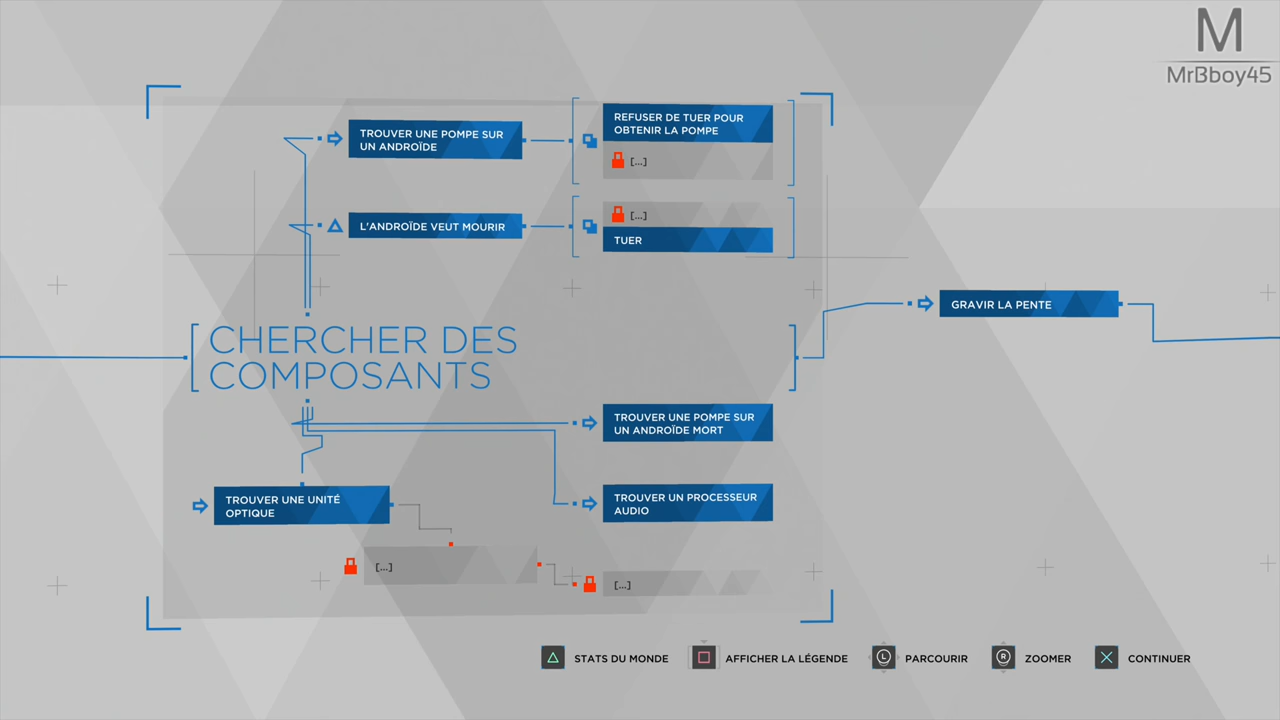 M
MrBboy45
TROUVER UNE POMPE SUR
UN ANDROÏDE
REFUSER DE TUER POUR
OBTENIR LA POMPE
[...]
L'ANDROÏDE VEUT MOURIR
[...]
TUER
GRAVIR LA PENTE
CHERCHER DES
COMPOSANTS
TROUVER UNE POMPE SUR
UN ANDROÏDE MORT
TROUVER UNE UNITÉ
OPTIQUE
TROUVER UN PROCESSEUR
AUDIO
[...]
[...]
STATS DU MONDE
AFFICHER LA LÉGENDE
L
PARCOURIR
R
ZOOMER
CONTINUER